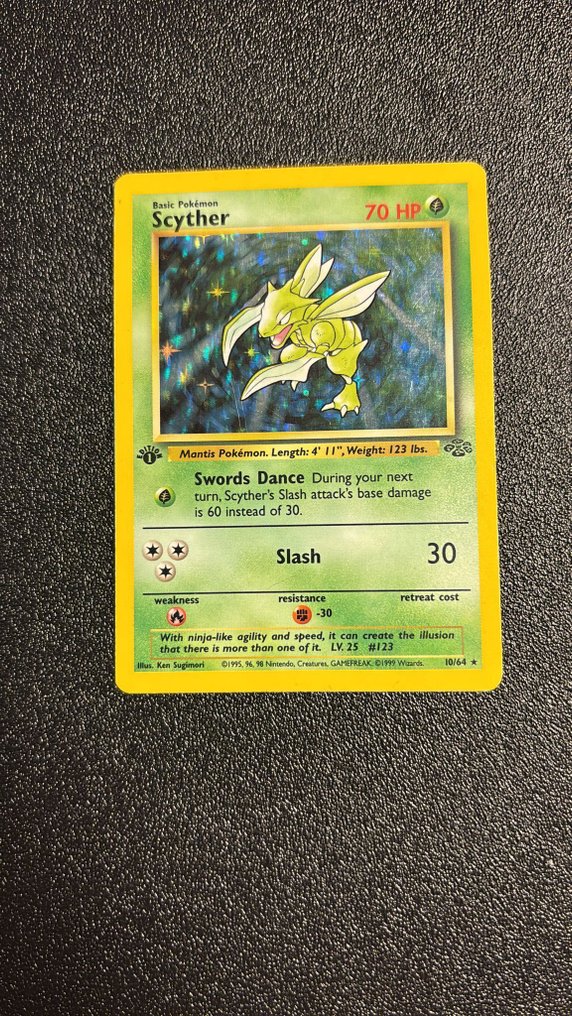 Basic Pokémon
Scyther
70 HP
EDITION
1
Mantis Pokémon. Length: 4' 11", Weight: 123 lbs.
Swords Dance During your next
turn, Scyther's Slash attack's base damage
is 60 instead of 30.
Slash 30
weakness resistance retreat cost
-30
With ninja-like agility and speed, it can create the illusion
that there is more than one of it. LV. 25 #123
Illus. Ken Sugimori ©1995, 96, 98 Nintendo, Creatures, GAMEFREAK. ©1999 Wizards. 10/64 ★